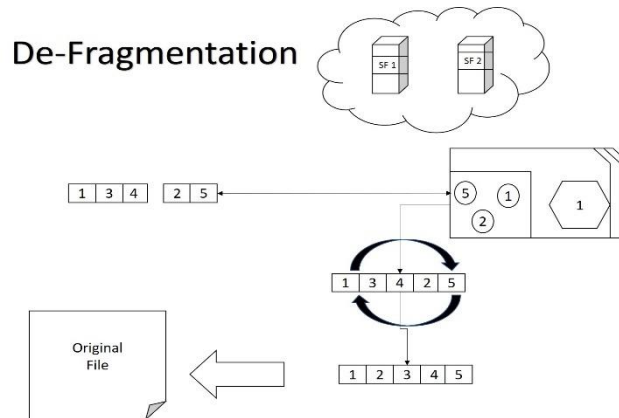 De-Fragmentation
SF 1 SF 2
1 3 4 2 5
5 1
2
1
1 3 4 2 5
Original
File
1 2 3 4 5